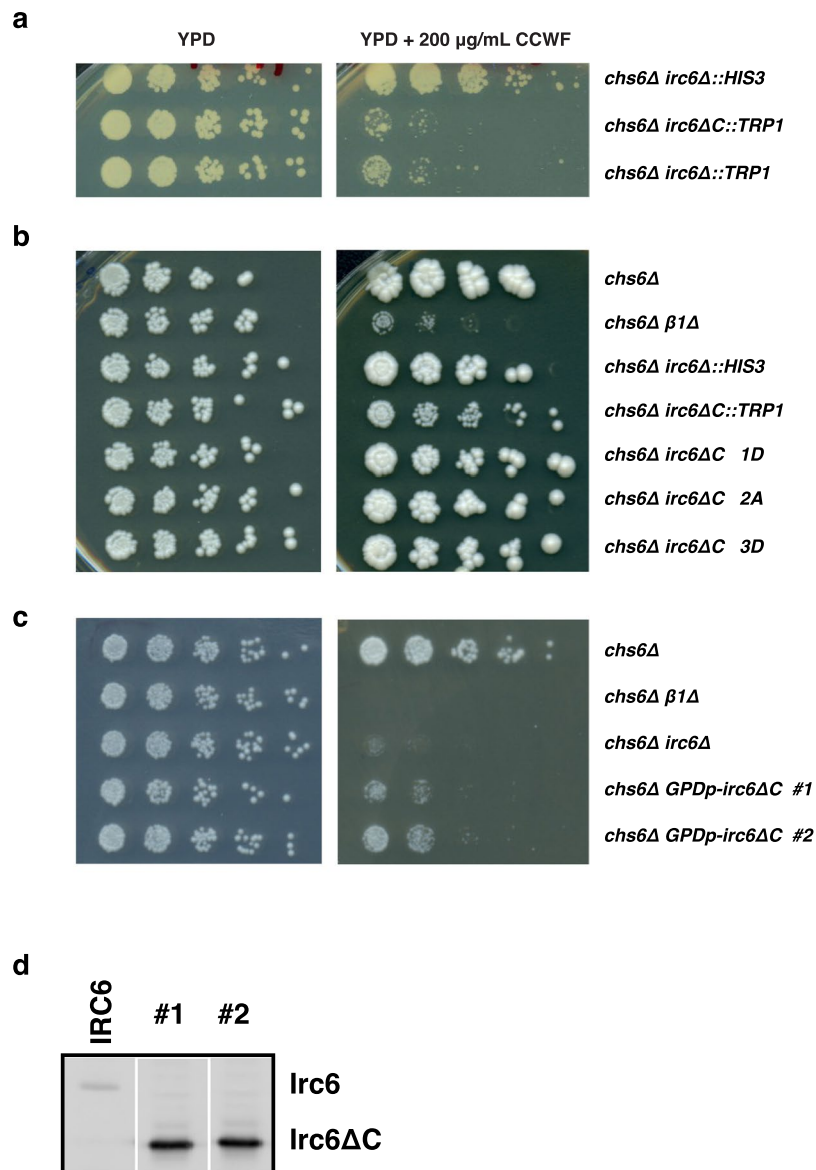 a
YPD
YPD + 200 µg/mL CCWF
chs6Δ irc6Δ::HIS3
chs6Δ irc6ΔC::TRP1
chs6Δ irc6Δ::TRP1
b
chs6Δ
chs6Δ β1Δ
chs6Δ irc6Δ::HIS3
chs6Δ irc6ΔC::TRP1
chs6Δ irc6ΔC 1D
chs6Δ irc6ΔC 2A
chs6Δ irc6ΔC 3D
c
chs6Δ
chs6Δ β1Δ
chs6Δ irc6Δ
chs6Δ GPDp-irc6ΔC #1
chs6Δ GPDp-irc6ΔC #2
d
IRC6
#1
#2
Irc6
Irc6ΔC